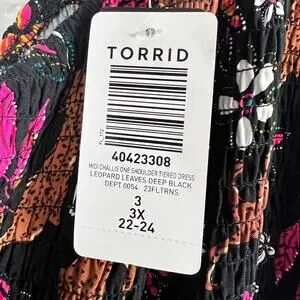 TORRID
FL_172
40423308
MIDI CHALLIS ONE SHOULDER TIERED DRESS
LEOPARD LEAVES DEEP BLACK
DEPT 0054 23FLTRNS
3
3X
22-24